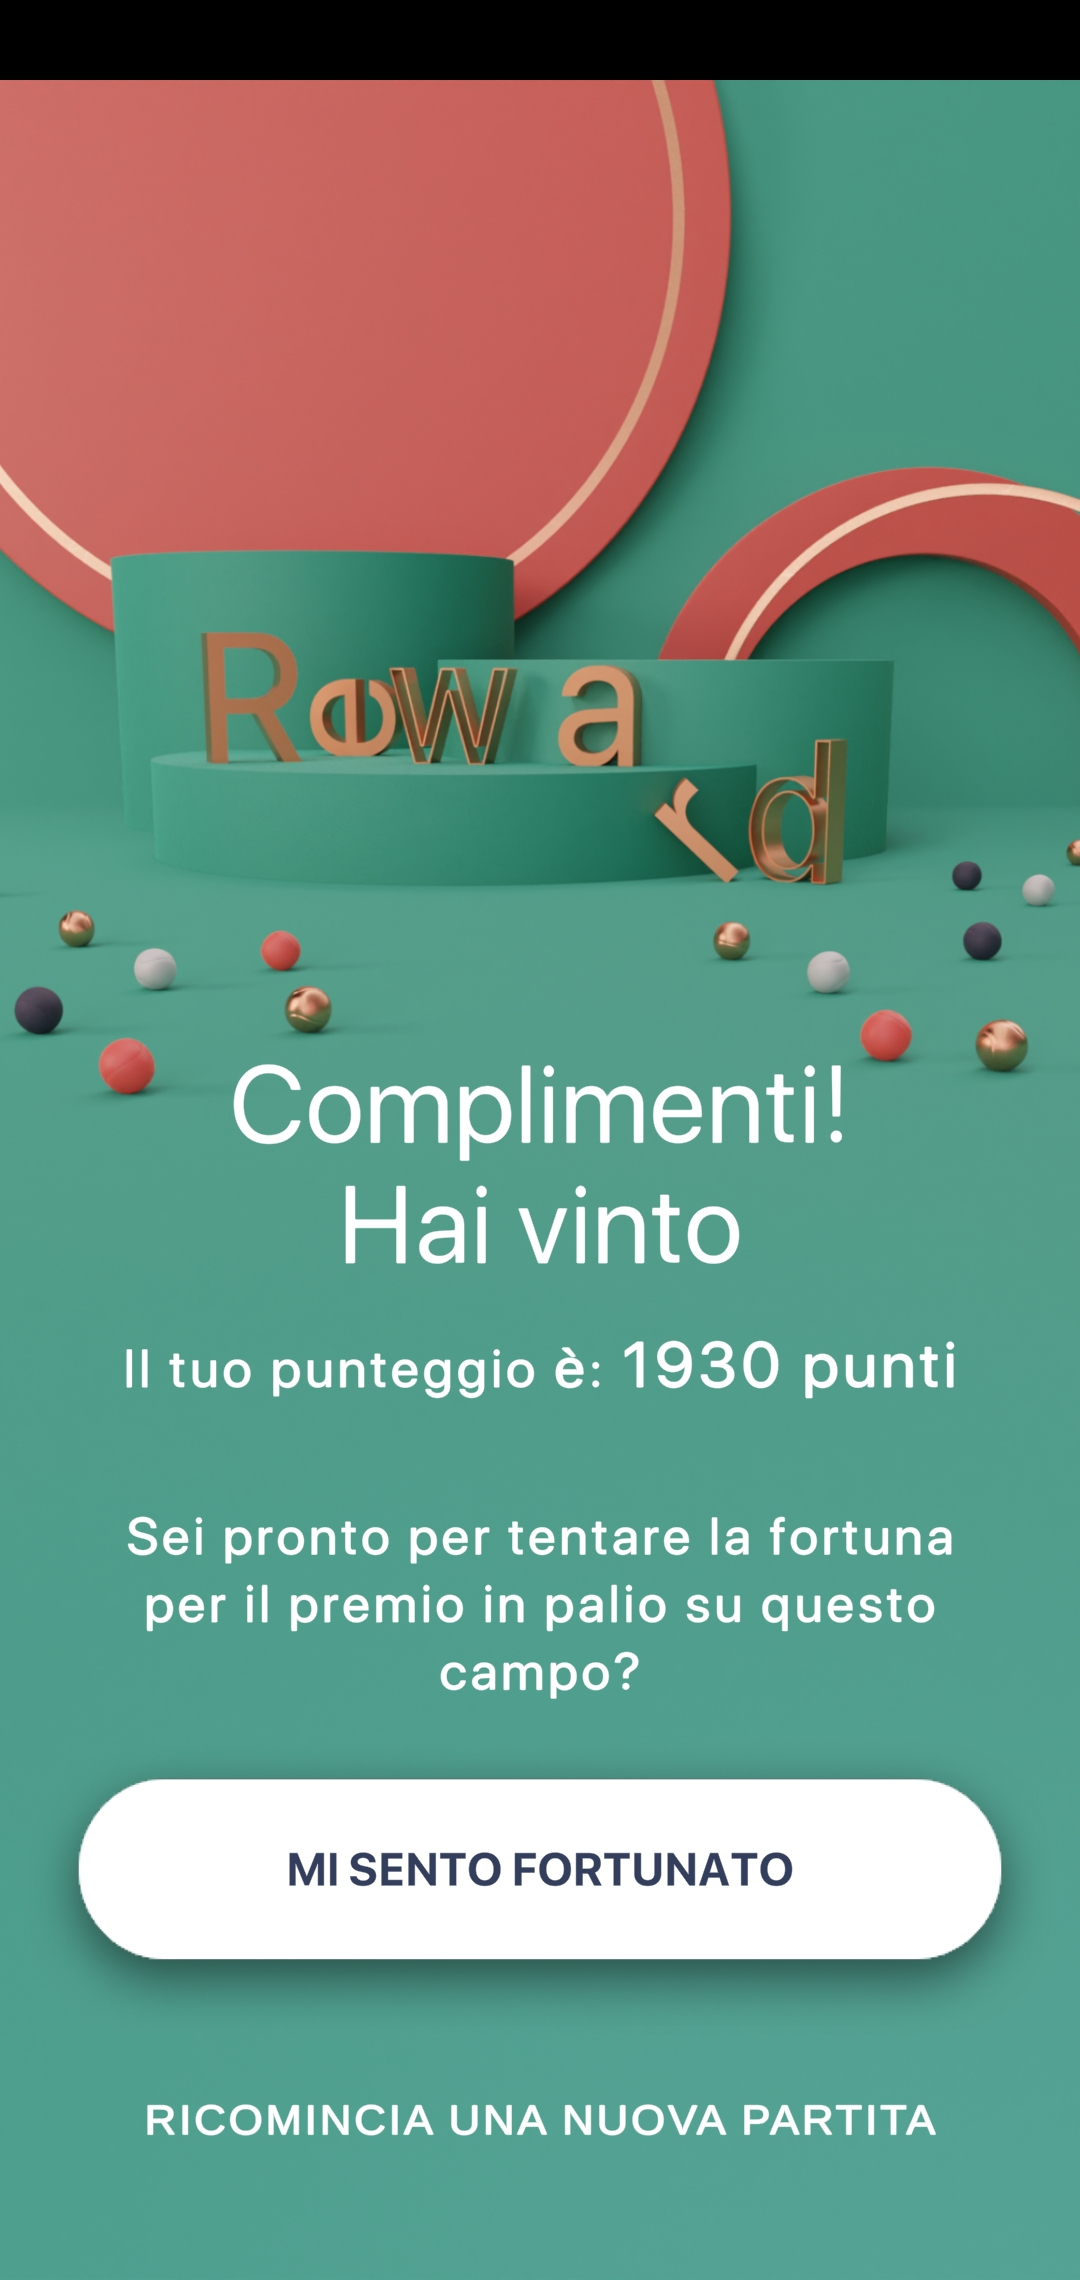 Reward
Complimenti!
Hai vinto
Il tuo punteggio è: 1930 punti
Sei pronto per tentare la fortuna
per il premio in palio su questo
campo?
MI SENTO FORTUNATO
RICOMINCIA UNA NUOVA PARTITA